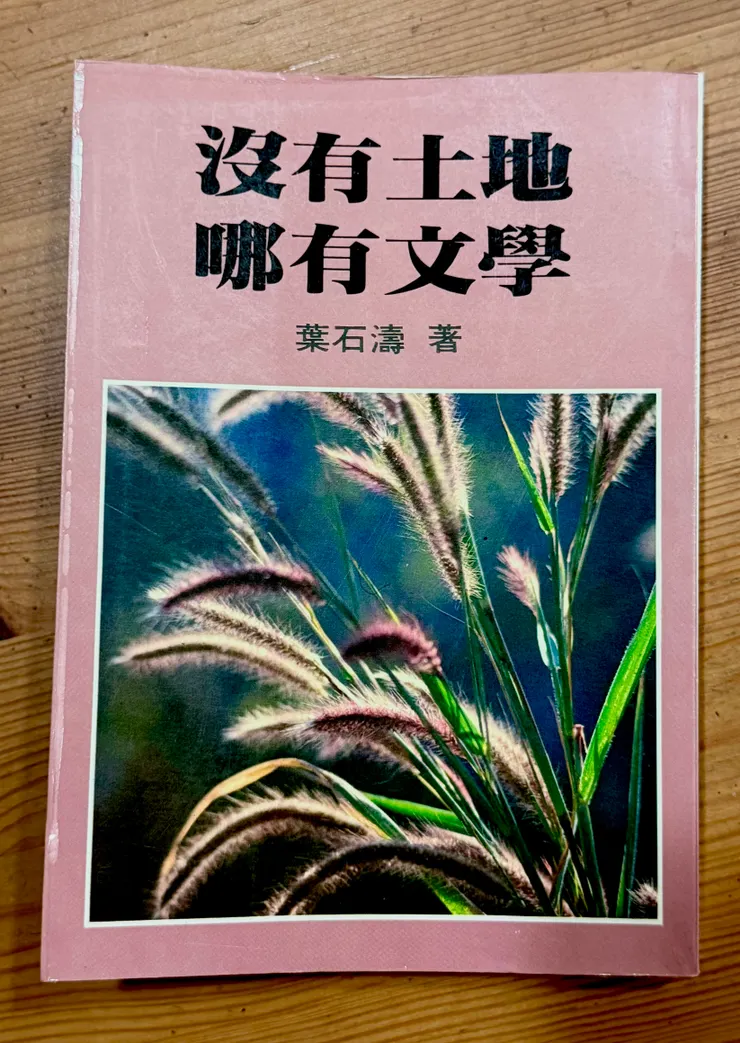 沒有土地
哪有文學
葉石濤 著